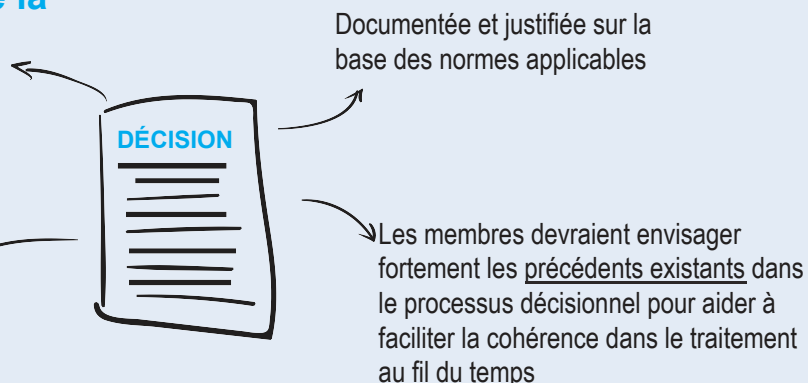 la
Documentée et justifiée sur la
base des normes applicables
DÉCISION
Les membres devraient envisager
fortement les précédents existants dans
le processus décisionnel pour aider à
faciliter la cohérence dans le traitement
au fil du temps